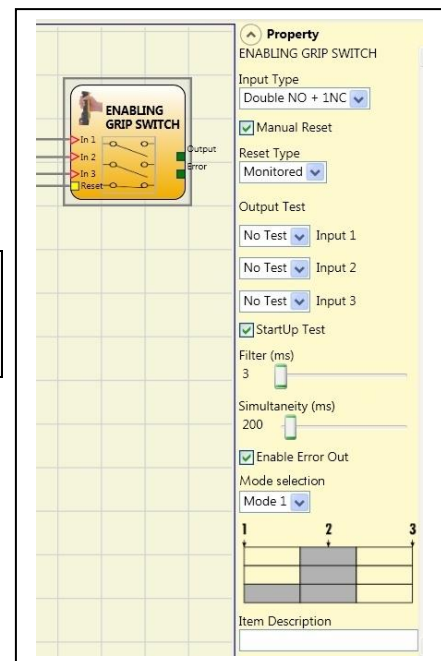 ENABLING
GRIP SWITCH
In 1
In 2
In 3
Reset
Output
Error
Property
ENABLING GRIP SWITCH
Input Type
Double NO + 1NC
Manual Reset
Reset Type
Monitored
Output Test
No Test Input 1
No Test Input 2
No Test Input 3
StartUp Test
Filter (ms)
3
Simultaneity (ms)
200
Enable Error Out
Mode selection
Mode 1
1 2 3
Item Description